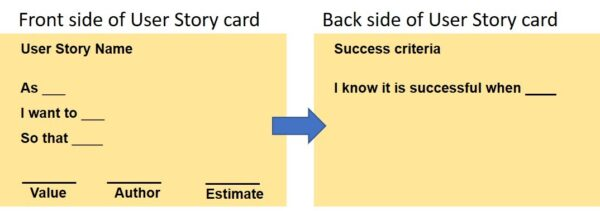 Front side of User Story card
User Story Name
As ___
I want to ___
So that ____
Value
Author
Estimate
Back side of User Story card
Success criteria
I know it is successful when ____